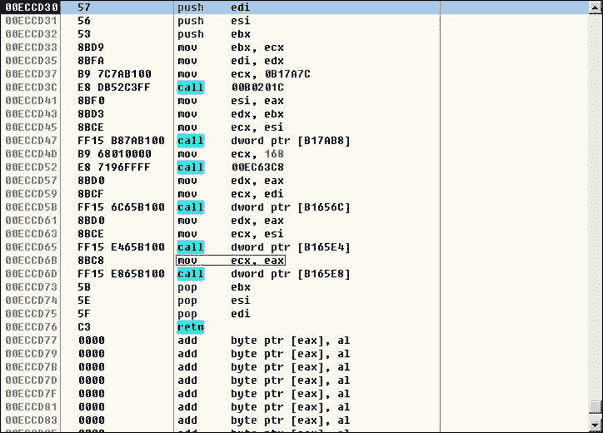 00ECCD30 57 push edi
00ECCD31 56 push esi
00ECCD32 53 push ebx
00ECCD33 8BD9 mov ebx, ecx
00ECCD35 8BFA mov edi, edx
00ECCD37 B9 7C7AB100 mov ecx, 0B17A7C
00ECCD3C E8 DB52C3FF call 00B0201C
00ECCD41 8BF0 mov esi, eax
00ECCD43 8BD3 mov edx, ebx
00ECCD45 8BCE mov ecx, esi
00ECCD47 FF15 B87AB100 call dword ptr [B17AB8]
00ECCD4D B9 68010000 mov ecx, 168
00ECCD52 E8 7196FFFF call 00EC63C8
00ECCD57 8BD0 mov edx, eax
00ECCD59 8BCF mov ecx, edi
00ECCD5B FF15 6C65B100 call dword ptr [B1656C]
00ECCD61 8BD0 mov edx, eax
00ECCD63 8BCE mov ecx, esi
00ECCD65 FF15 E465B100 call dword ptr [B165E4]
00ECCD6B 8BC8 mov ecx, eax
00ECCD6D FF15 E865B100 call dword ptr [B165E8]
00ECCD73 5B pop ebx
00ECCD74 5E pop esi
00ECCD75 5F pop edi
00ECCD76 C3 retn
00ECCD77 0000 add byte ptr [eax], al
00ECCD79 0000 add byte ptr [eax], al
00ECCD7B 0000 add byte ptr [eax], al
00ECCD7D 0000 add byte ptr [eax], al
00ECCD7F 0000 add byte ptr [eax], al
00ECCD81 0000 add byte ptr [eax], al
00ECCD83 0000 add byte ptr [eax], al